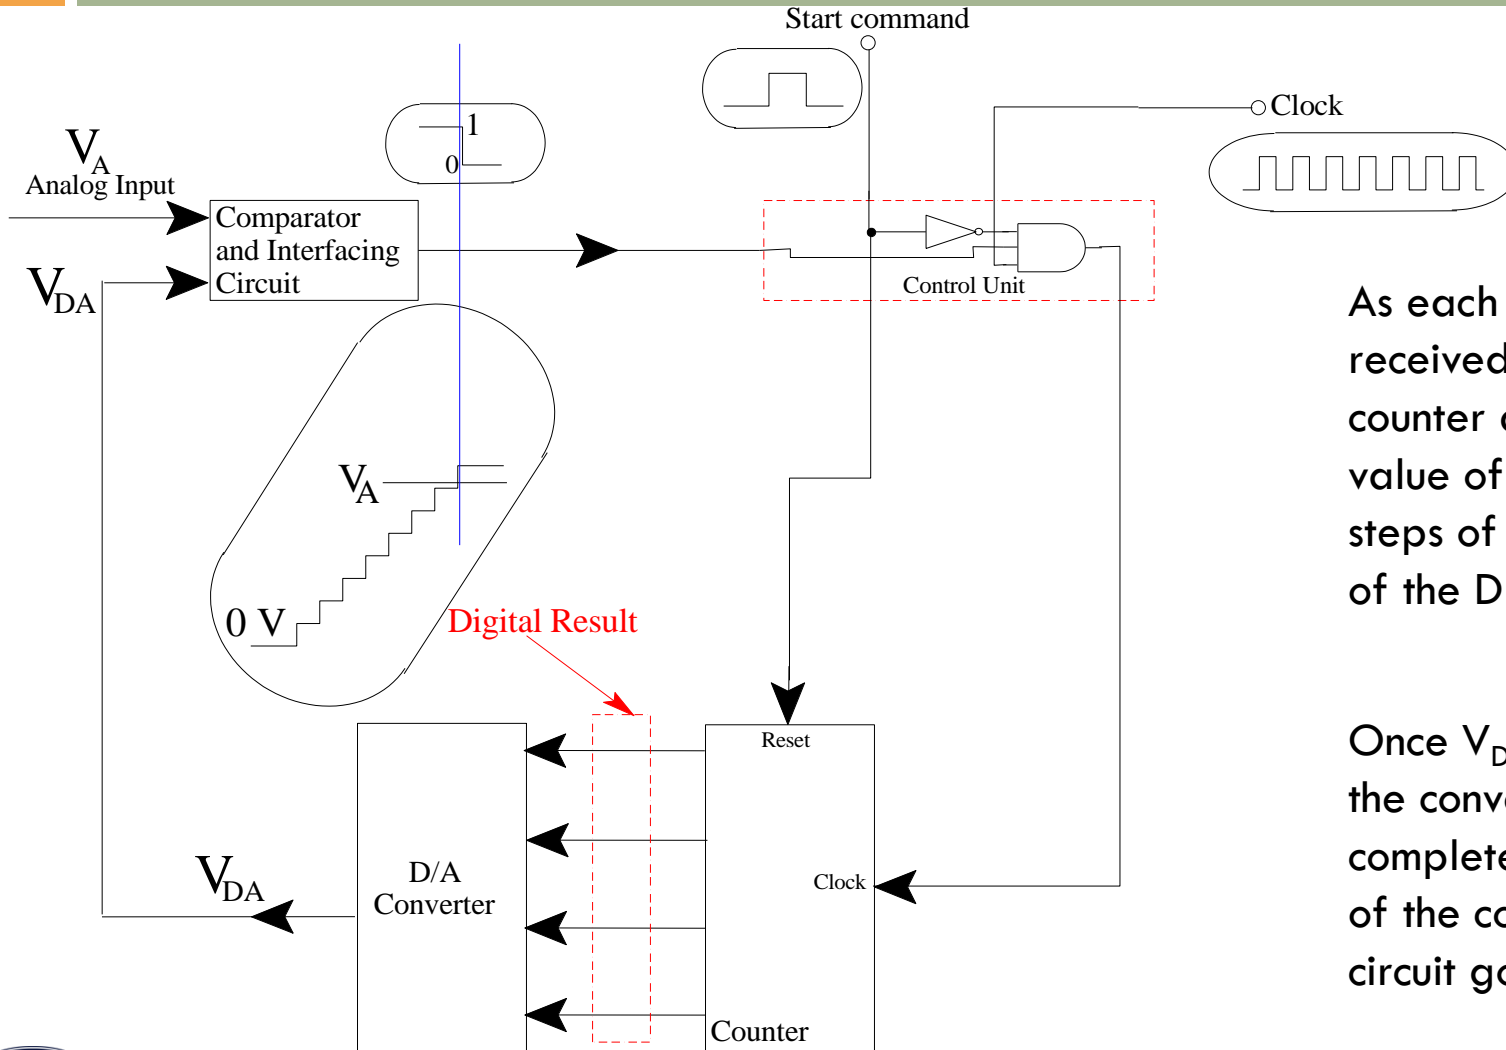 Start command
Clock
1
0
VA
Analog Input
Comparator
and Interfacing
Circuit
VDA
Control Unit
VA
0 V
Digital Result
Reset
D/A
Converter
Clock
VDA
Counter
As each
received
counter
value of
steps of
of the D
Once VD
the conv
complete
of the co
circuit go